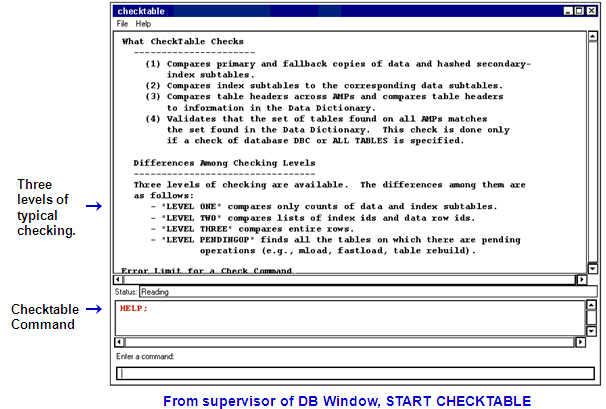 checktable
File Help
What CheckTable Checks
----------------------
(1) Compares primary and fallback copies of data and hashed secondary-
index subtables.
(2) Compares index subtables to the corresponding data subtables.
(3) Compares table headers across AMPs and compares table headers
to information in the Data Dictionary.
(4) Validates that the set of tables found on all AMPs matches
the set found in the Data Dictionary. This check is done only
if a check of database DBC or ALL TABLES is specified.
Differences Among Checking Levels
---------------------------------
Three levels of checking are available. The differences among them are
as follows:
- "LEVEL ONE" compares only counts of data and index subtables.
- "LEVEL TWO" compares lists of index ids and data row ids.
- "LEVEL THREE" compares entire rows.
- "LEVEL PENDINGOP" finds all the tables on which there are pending
operations (e.g., mload, fastload, table rebuild).
Error Limit for a Check Command
Three
levels of
typical
checking.
Status: Reading
Checktable
Command
HELP;
Enter a command:
From supervisor of DB Window, START CHECKTABLE